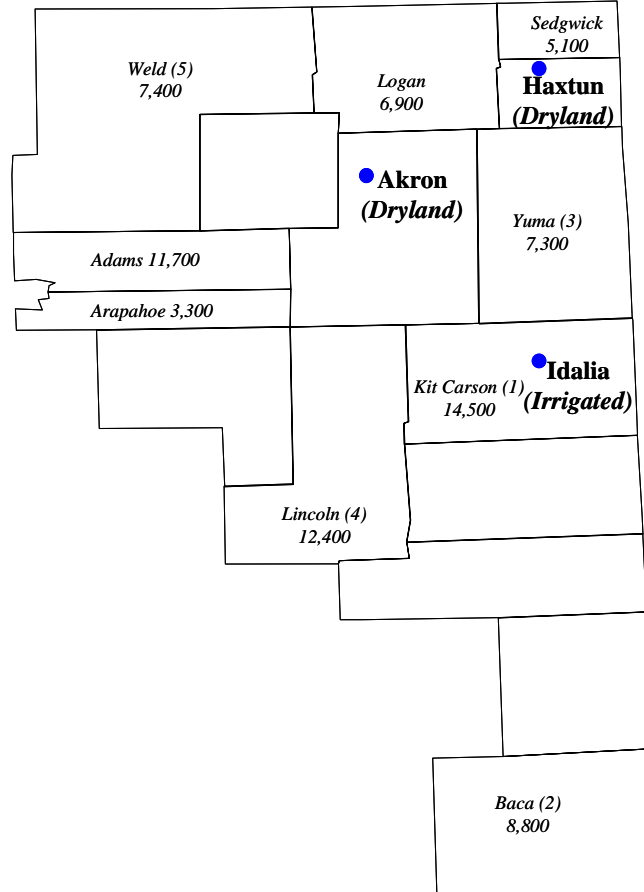 Sedgwick
5,100
Weld (5)
7,400
Logan
6,900
Haxtun
(Dryland)
Akron
(Dryland)
Yuma (3)
7,300
Adams 11,700
Arapahoe 3,300
Idalia
(Irrigated)
Kit Carson (1)
14,500
Lincoln (4)
12,400
Baca (2)
8,800